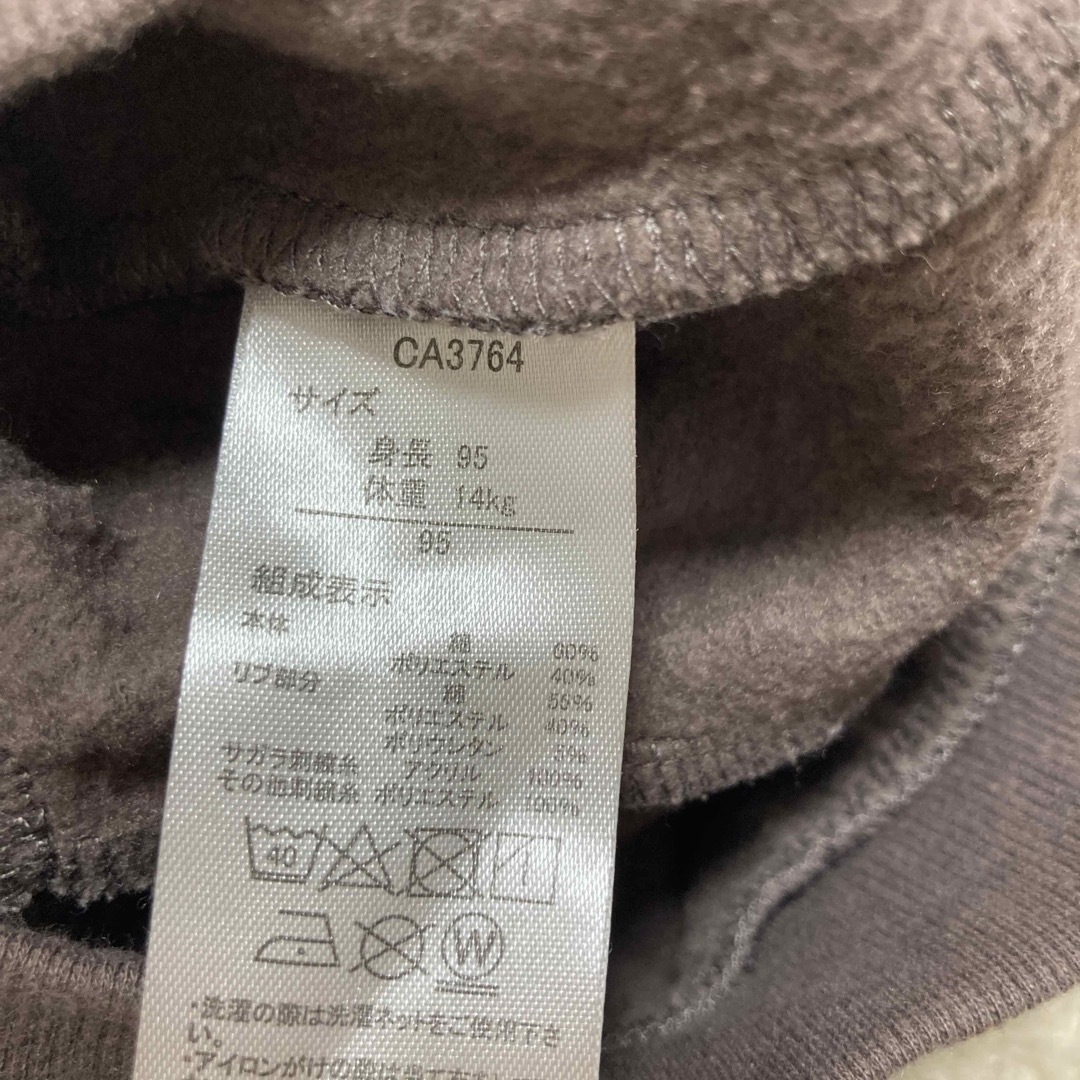 CA3764
サイズ
身長 95
体重 14kg
95
組成表示
本体 綿 60%
ポリエステル 40%
リブ部分 綿 55%
ポリエステル 40%
ポリウレタン 5%
サガラ刺繍糸 アクリル 100%
その他刺繍糸 ポリエステル 100%
40
W
・洗濯の際は洗濯ネットをご使用下さ
い。
・アイロンがけの際は当て布を